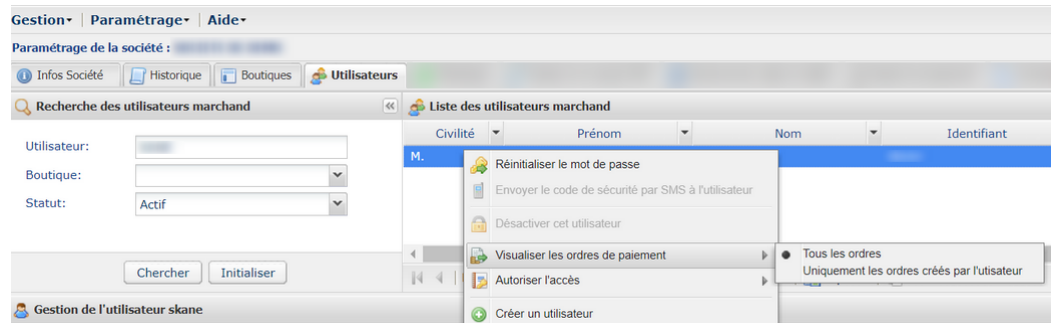 Gestion Paramétrage Aide
Paramétrage de la société :
Infos Société Historique Boutiques Utilisateurs
Recherche des utilisateurs marchand
Utilisateur:
Boutique:
Statut: Actif
Chercher Initialiser
Gestion de l'utilisateur skane
Liste des utilisateurs marchand
Civilité Prénom Nom Identifiant
M.
Réinitialiser le mot de passe
Envoyer le code de sécurité par SMS à l'utilisateur
Désactiver cet utilisateur
Visualiser les ordres de paiement
Autoriser l'accès
Créer un utilisateur
Tous les ordres
Uniquement les ordres créés par l'utisateur